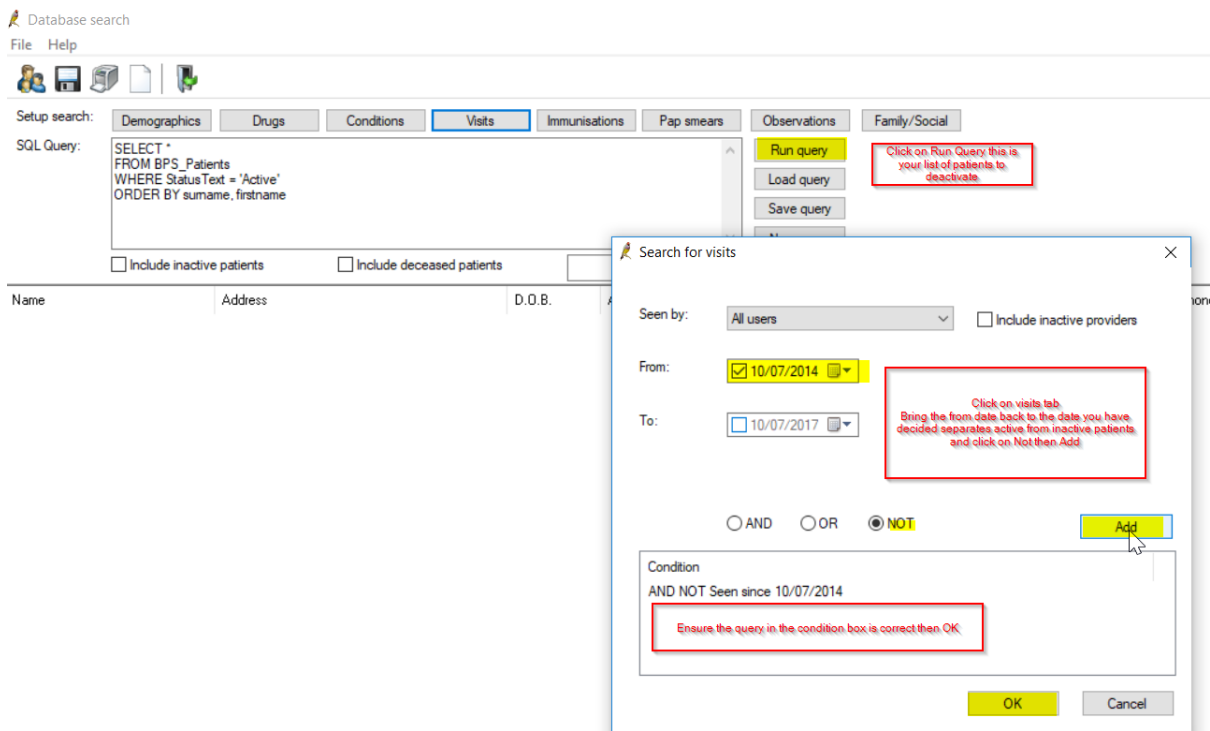 Database search
File Help
Setup search: Demographics Drugs Conditions Visits Immunisations Pap smears Observations Family/Social
SQL Query:
SELECT *
FROM BPS_Patients
WHERE StatusText = 'Active'
ORDER BY surname, firstname
Run query
Load query
Save query
Click on Run Query this is
your list of patients to
deactivate
Include inactive patients Include deceased patients
Name Address D.O.B.
Search for visits
Seen by: All users Include inactive providers
From: 10/07/2014
To: 10/07/2017
Click on visits tab
Bring the from date back to the date you have
decided separates active from inactive patients
and click on Not then Add
AND OR NOT Add
Condition
AND NOT Seen since 10/07/2014
Ensure the query in the condition box is correct then OK
OK Cancel